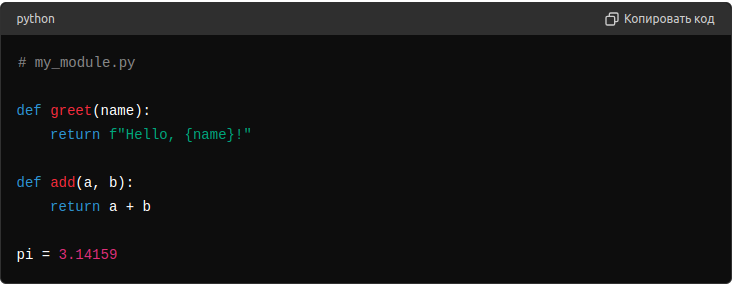 python
Копировать код
# my_module.py
def greet(name):
    return f"Hello, {name}!"
def add(a, b):
    return a + b
pi = 3.14159